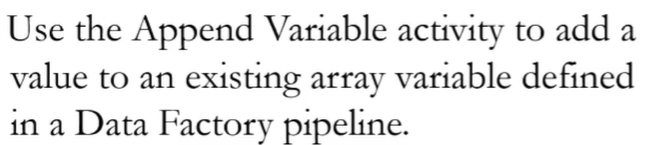 Use the Append Variable activity to add a
value to an existing array variable defined
in a Data Factory pipeline.